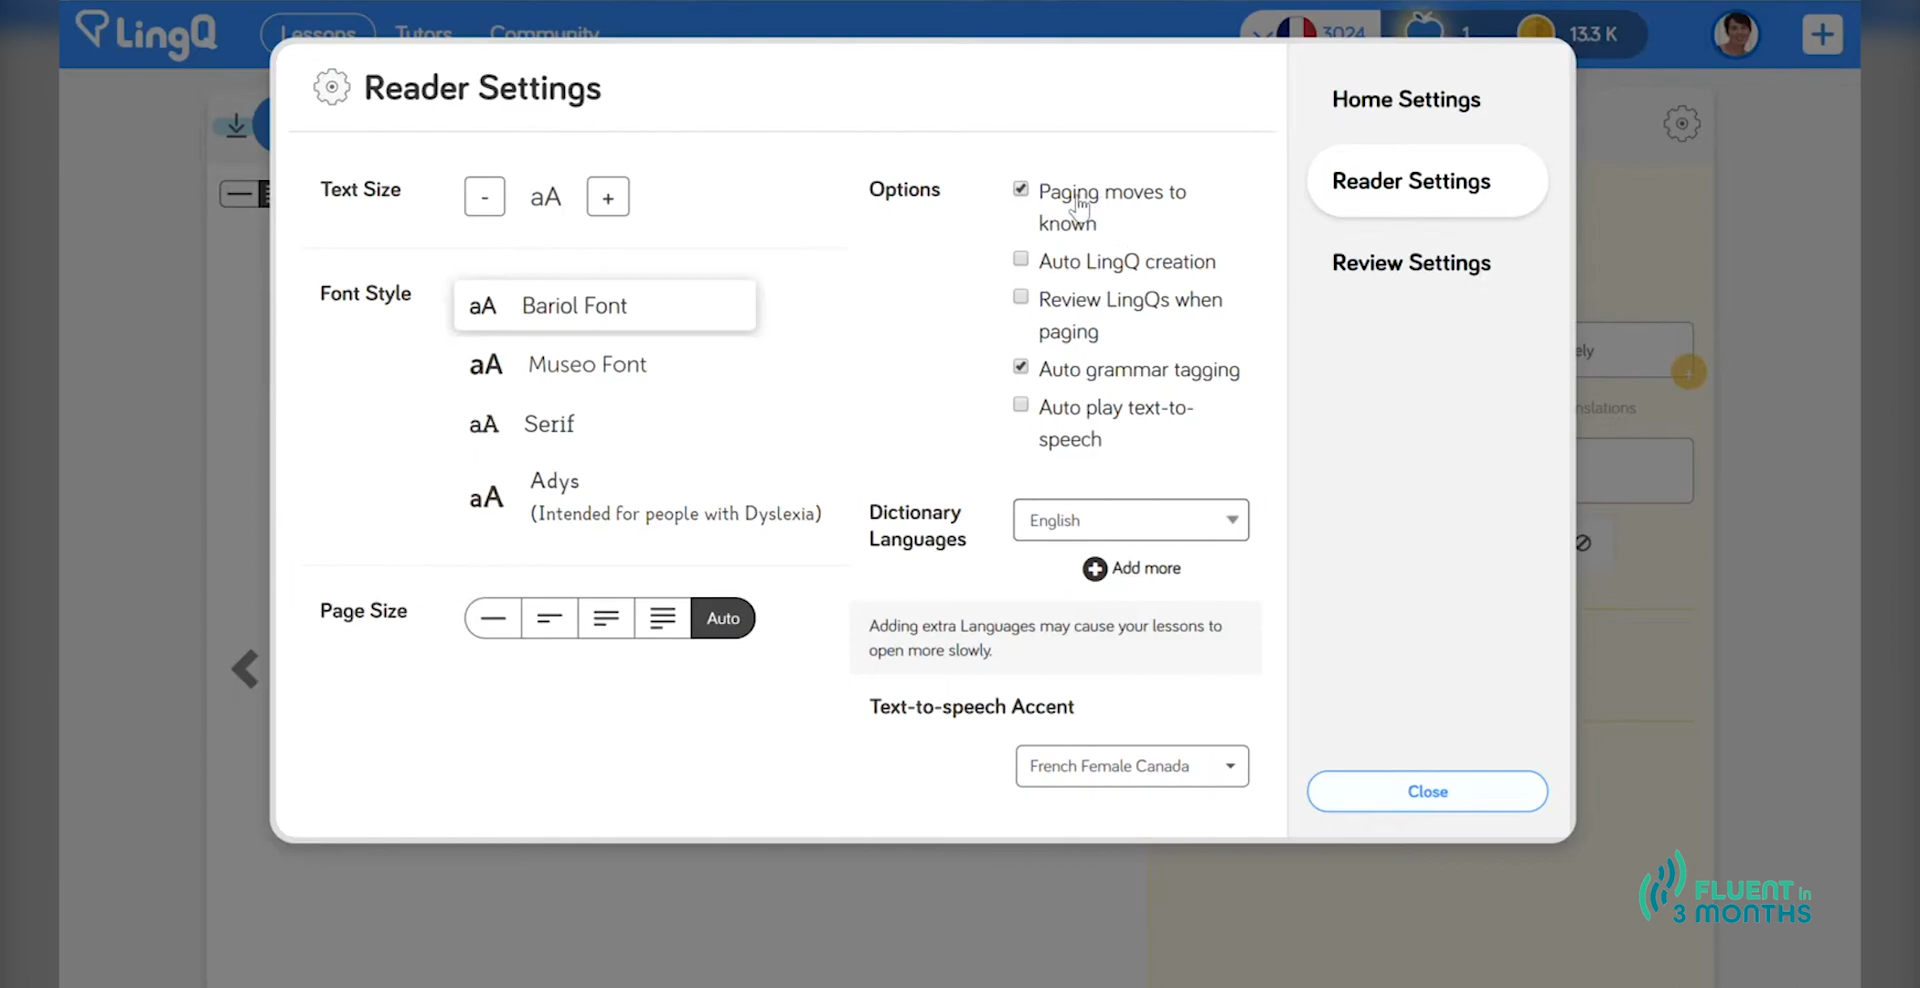 LingQ
Lessons
Tutors
Community
3024
1
13.3 K
Reader Settings
Text Size
-
aA
+
Font Style
aA Bariol Font
aA Museo Font
aA Serif
aA Adys
(Intended for people with Dyslexia)
Page Size
Auto
Options
Paging moves to
known
Auto LingQ creation
Review LingQs when
paging
Auto grammar tagging
Auto play text-to-
speech
Dictionary
Languages
English
Add more
Adding extra Languages may cause your lessons to
open more slowly.
Text-to-speech Accent
French Female Canada
Home Settings
Reader Settings
Review Settings
Close
ely
nslations
FLUENT in
3 MONTHS